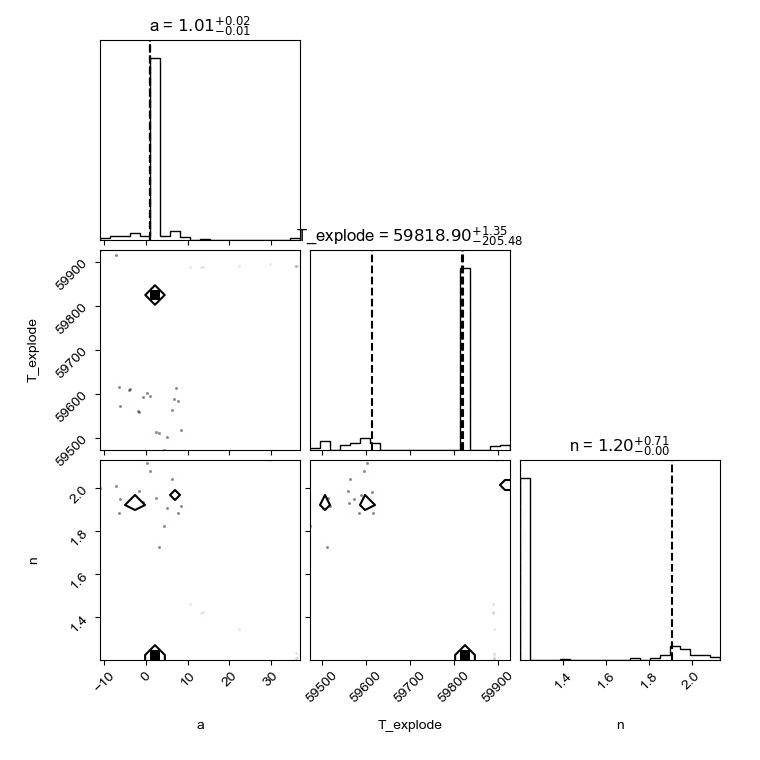 a = 1.01+0.02 −0.01
T_explode = 59818.90+1.35 −205.48
59900
59800
59700
59600
59500
T_explode
n = 1.20+0.71 −0.00
2.0
1.8
1.6
1.4
n
−10 0 10 20 30
59500 59600 59700 59800 59900
1.4 1.6 1.8 2.0
a
T_explode
n